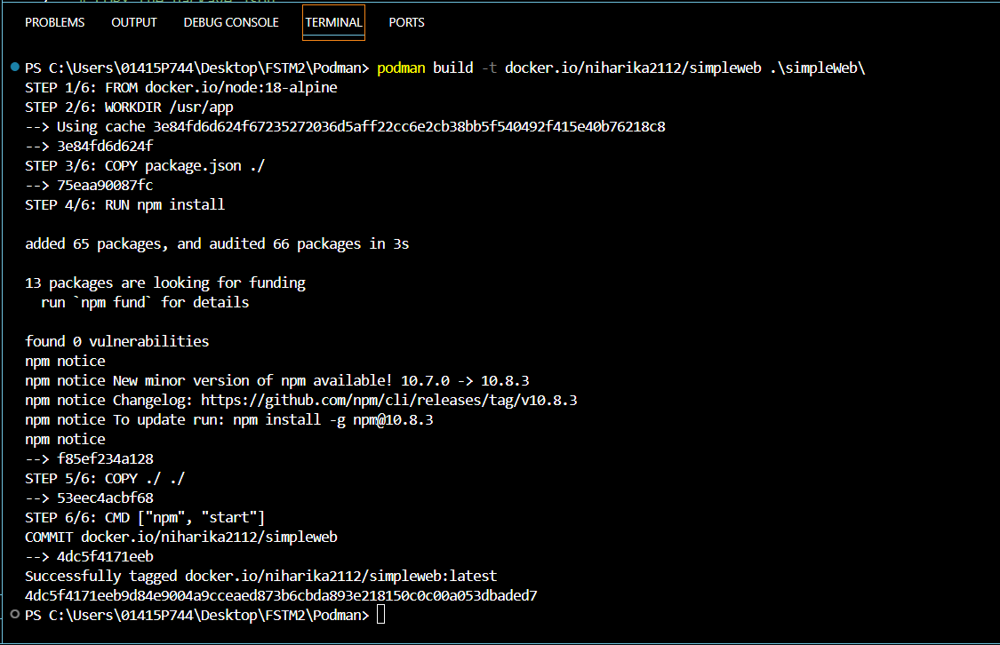 PROBLEMS OUTPUT DEBUG CONSOLE TERMINAL PORTS
PS C:\Users\01415P744\Desktop\FSTM2\Podman> podman build -t docker.io/niharika2112/simpleweb .\simpleWeb\
STEP 1/6: FROM docker.io/node:18-alpine
STEP 2/6: WORKDIR /usr/app
--> Using cache 3e84fd6d624f67235272036d5aff22cc6e2cb38bb5f540492f415e40b76218c8
--> 3e84fd6d624f
STEP 3/6: COPY package.json ./
--> 75eaa90087fc
STEP 4/6: RUN npm install

added 65 packages, and audited 66 packages in 3s

13 packages are looking for funding
  run `npm fund` for details

found 0 vulnerabilities
npm notice
npm notice New minor version of npm available! 10.7.0 -> 10.8.3
npm notice Changelog: https://github.com/npm/cli/releases/tag/v10.8.3
npm notice To update run: npm install -g npm@10.8.3
npm notice
--> f85ef234a128
STEP 5/6: COPY ./ ./
--> 53eec4acbf68
STEP 6/6: CMD ["npm", "start"]
COMMIT docker.io/niharika2112/simpleweb
--> 4dc5f4171eeb
Successfully tagged docker.io/niharika2112/simpleweb:latest
4dc5f4171eeb9d84e9004a9cceaed873b6cbda893e218150c0c00a053dbaded7
PS C:\Users\01415P744\Desktop\FSTM2\Podman>